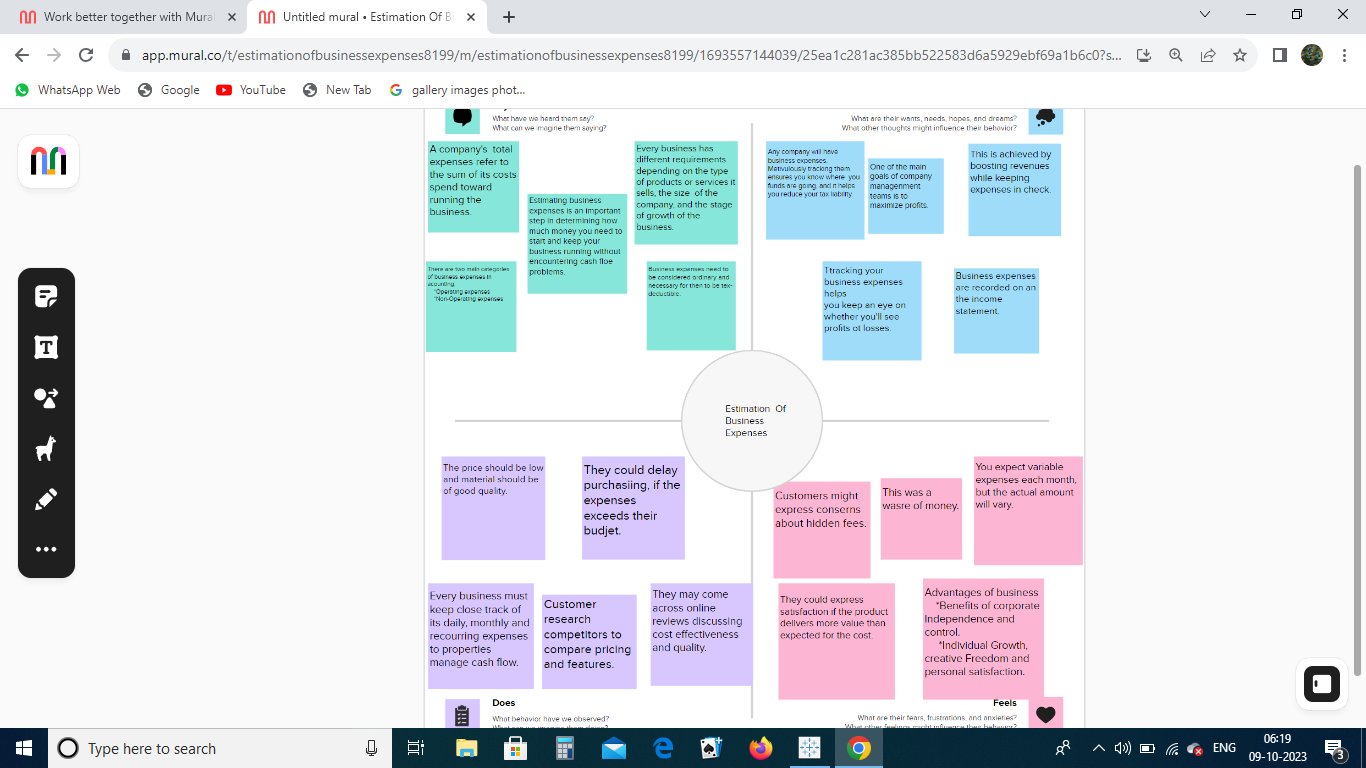 Work better together with Mural
Untitled mural • Estimation Of B
app.mural.co/t/estimationofbusinessexpenses8199/m/estimationofbusinessexpenses8199/1693557144039/25ea1c281ac385bb522583d6a5929ebf69a1b6c0?s...
WhatsApp Web
Google
YouTube
New Tab
gallery images phot...
What have we heard them say?
What can we imagine them saying?
What are their wants, needs, hopes, and dreams?
What other thoughts might influence their behavior?
A company's total
expenses refer to
the sum of its costs
spend toward
running the
business.
Estimating business
expenses is an important
step in determining how
much money you need to
start and keep your
business running without
encountering cash floe
problems.
Every business has
different requirements
depending on the type
of products or services it
sells, the size of the
company, and the stage
of growth of the
business.
There are two main categories
of business expenses in
acounting.
*Operating expenses
*Non-Operating expenses
Business expanses need to
be considered ordinary and
necessary for then to be tax-
deductible.
Any company will have
business expenses.
Metivulously tracking them
ensures you know where you
funds are going, and it helps
you reduce your tax liability.
One of the main
goals of company
managenment
teams is to
maximize profits.
This is achieved by
boosting revenues
while keeping
expenses in check.
Ttracking your
business expenses
helps
you keep an eye on
whether you'll see
profits ot losses.
Business expenses
are recorded on an
the income
statement.
Estimation Of
Business
Expenses
The price should be low
and material should be
of good quality.
They could delay
purchasiing, if the
expenses
exceeds their
budjet.
Every business must
keep close track of
its daily, monthly and
recourring expenses
to properties
manage cash flow.
Customer
research
competitors to
compare pricing
and features.
They may come
across online
reviews discussing
cost effectiveness
and quality.
Customers might
express conserns
about hidden fees.
This was a
wasre of money.
You expect variable
expenses each month,
but the actual amount
will vary.
They could express
satisfaction if the product
delivers more value than
expected for the cost.
Advantages of business
*Benefits of corporate
Independence and
control.
*Individual Growth,
creative Freedom and
personal satisfaction.
Does
What behavior have we observed?
Feels
What are their fears, frustrations, and anxieties?
What other feelings might influence their behavior?
Type here to search
ENG
06:19
09-10-2023
3